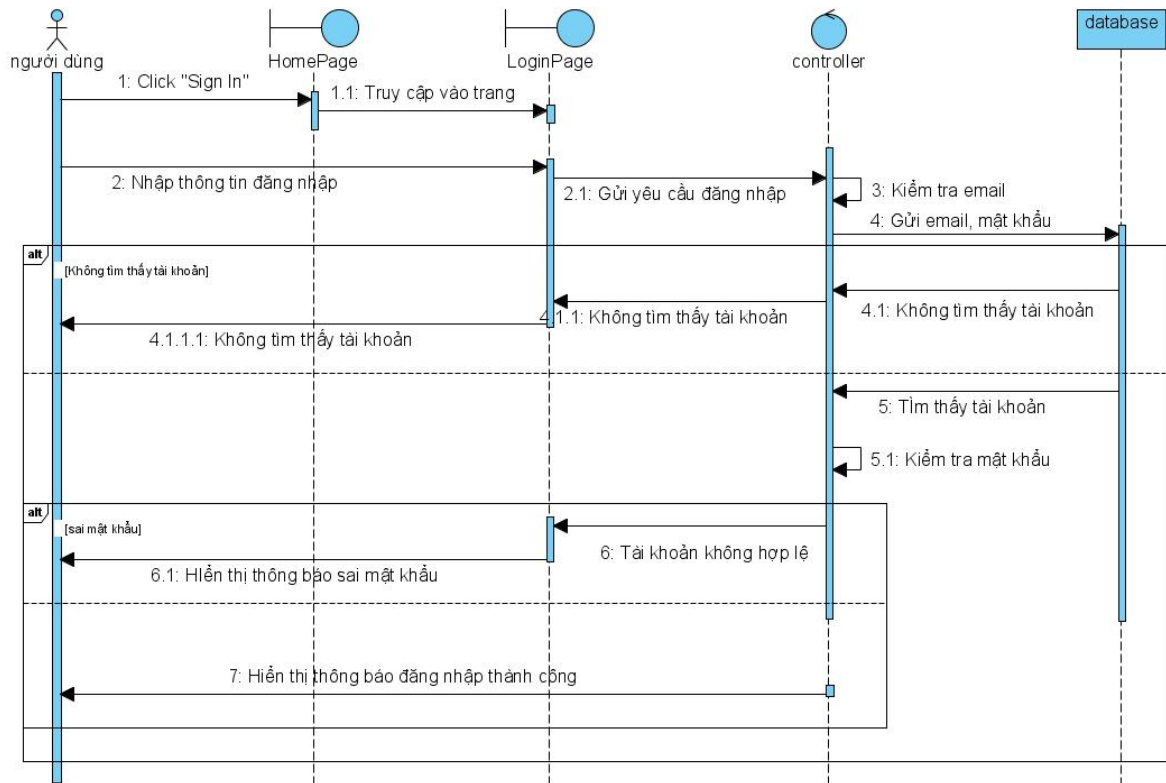 người dùng
HomePage
LoginPage
controller
database
1: Click "Sign In"
1.1: Truy cập vào trang
2: Nhập thông tin đăng nhập
2.1: Gửi yêu cầu đăng nhập
3: Kiểm tra email
4: Gửi email, mật khẩu
alt
[Không tìm thấy tài khoản]
4.1: Không tìm thấy tài khoản
4.1.1: Không tìm thấy tài khoản
4.1.1.1: Không tìm thấy tài khoản
5: TÌm thấy tài khoản
5.1: Kiểm tra mật khẩu
alt
[sai mật khẩu]
6: Tài khoản không hợp lệ
6.1: HIển thị thông báo sai mật khẩu
7: Hiển thị thông báo đăng nhập thành công